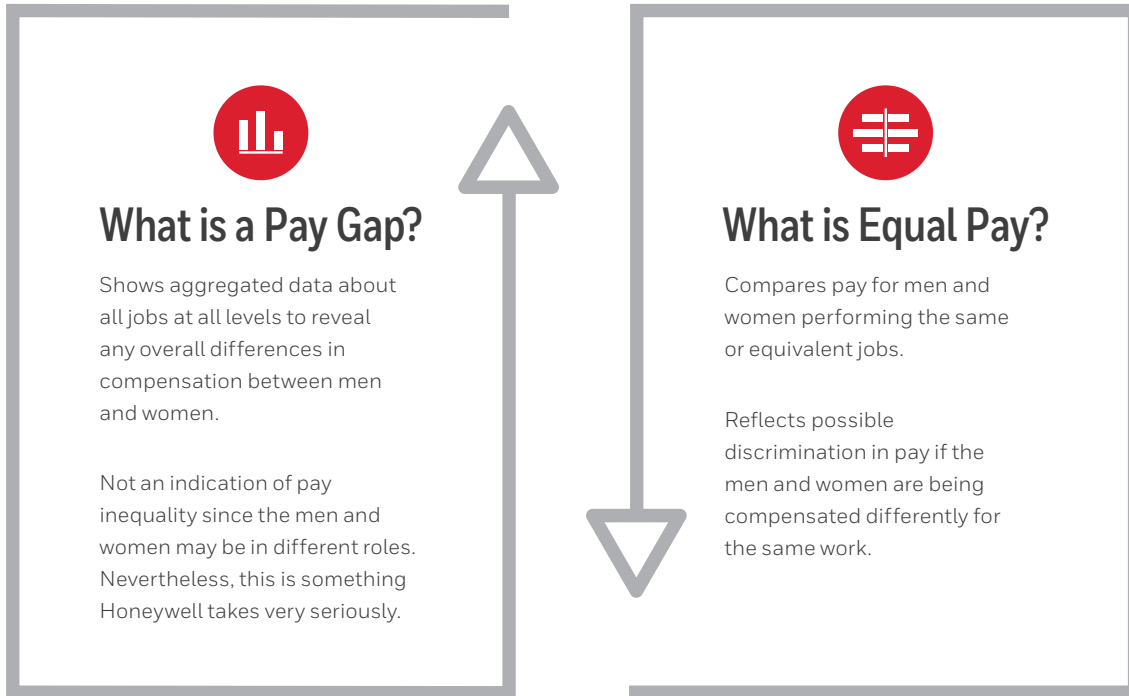 What is a Pay Gap?
Shows aggregated data about
all jobs at all levels to reveal
any overall differences in
compensation between men
and women.
Not an indication of pay
inequality since the men and
women may be in different roles.
Nevertheless, this is something
Honeywell takes very seriously.
What is Equal Pay?
Compares pay for men and
women performing the same
or equivalent jobs.
Reflects possible
discrimination in pay if the
men and women are being
compensated differently for
the same work.